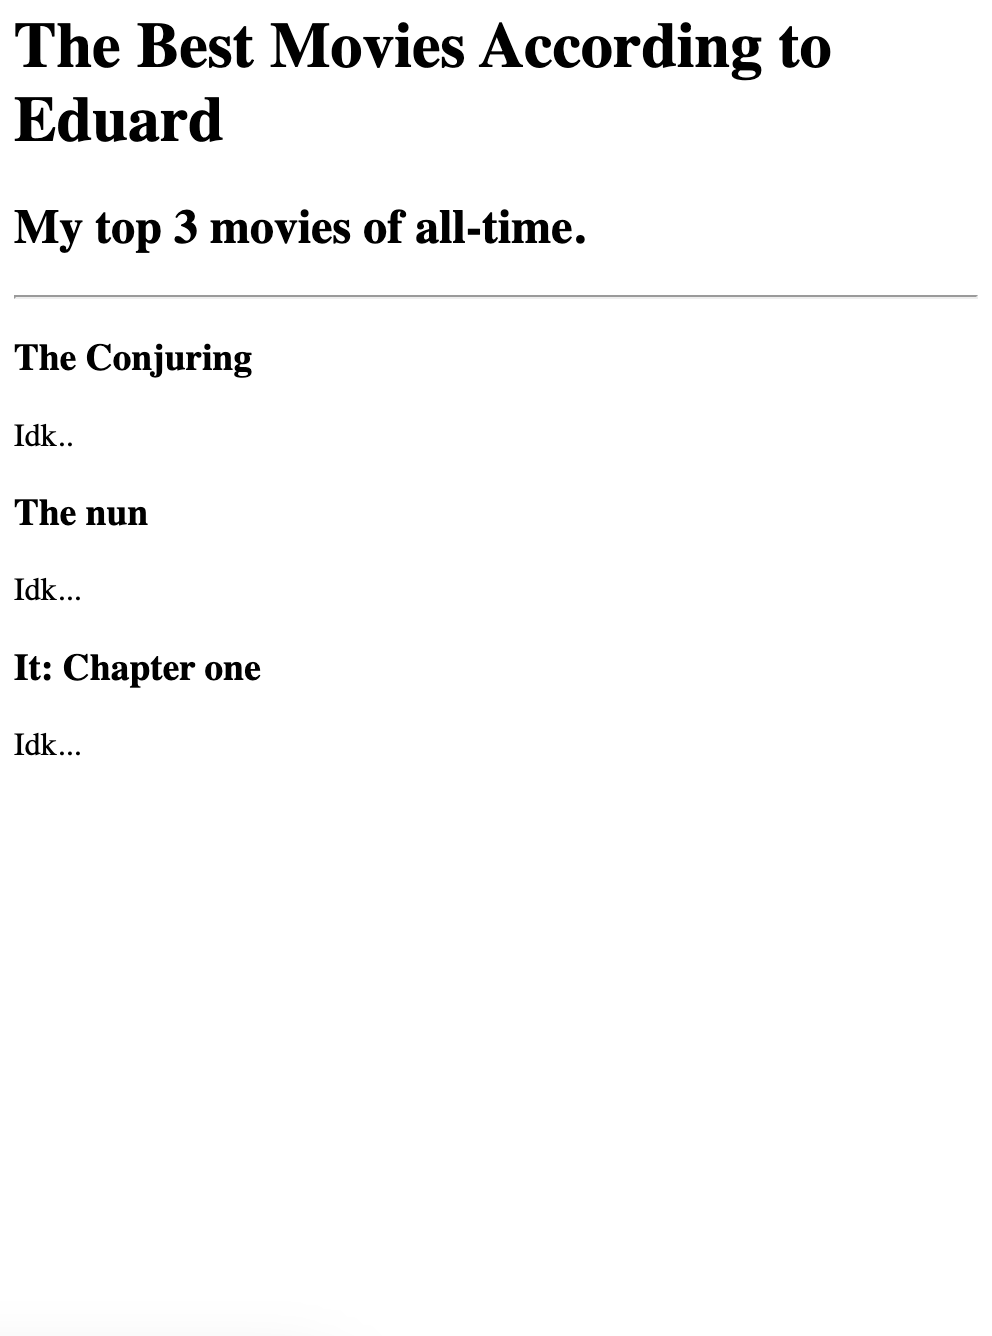 The Best Movies According to
Eduard
My top 3 movies of all-time.
The Conjuring
Idk..
The nun
Idk...
It: Chapter one
Idk...